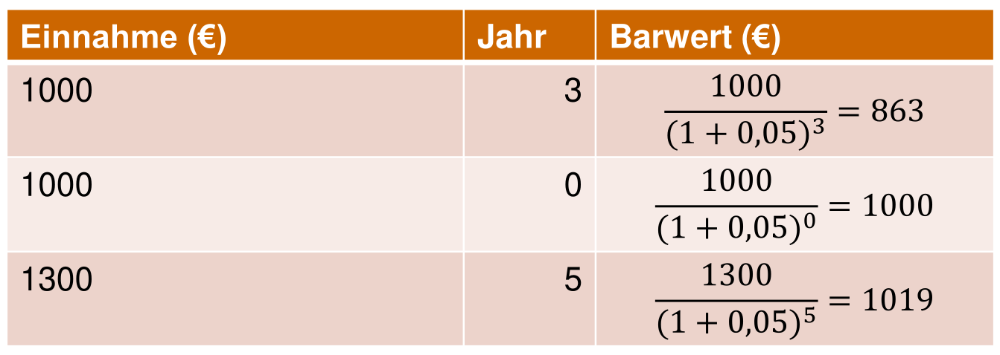 Einnahme (€) Jahr Barwert (€)
1000 3 1000/(1 + 0,05)³ = 863
1000 0 1000/(1 + 0,05)⁰ = 1000
1300 5 1300/(1 + 0,05)⁵ = 1019